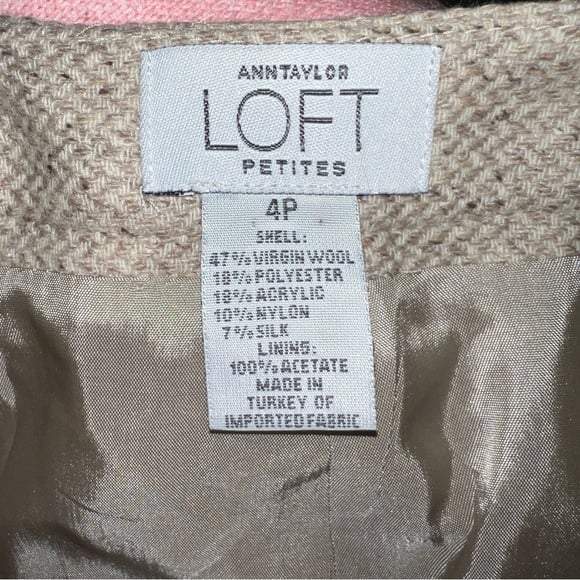 ANNTAYLOR
LOFT
PETITES
4P
SHELL:
47% VIRGIN WOOL
18% POLYESTER
18% ACRYLIC
10% NYLON
7% SILK
LINING:
100% ACETATE
MADE IN
TURKEY OF
IMPORTED FABRIC